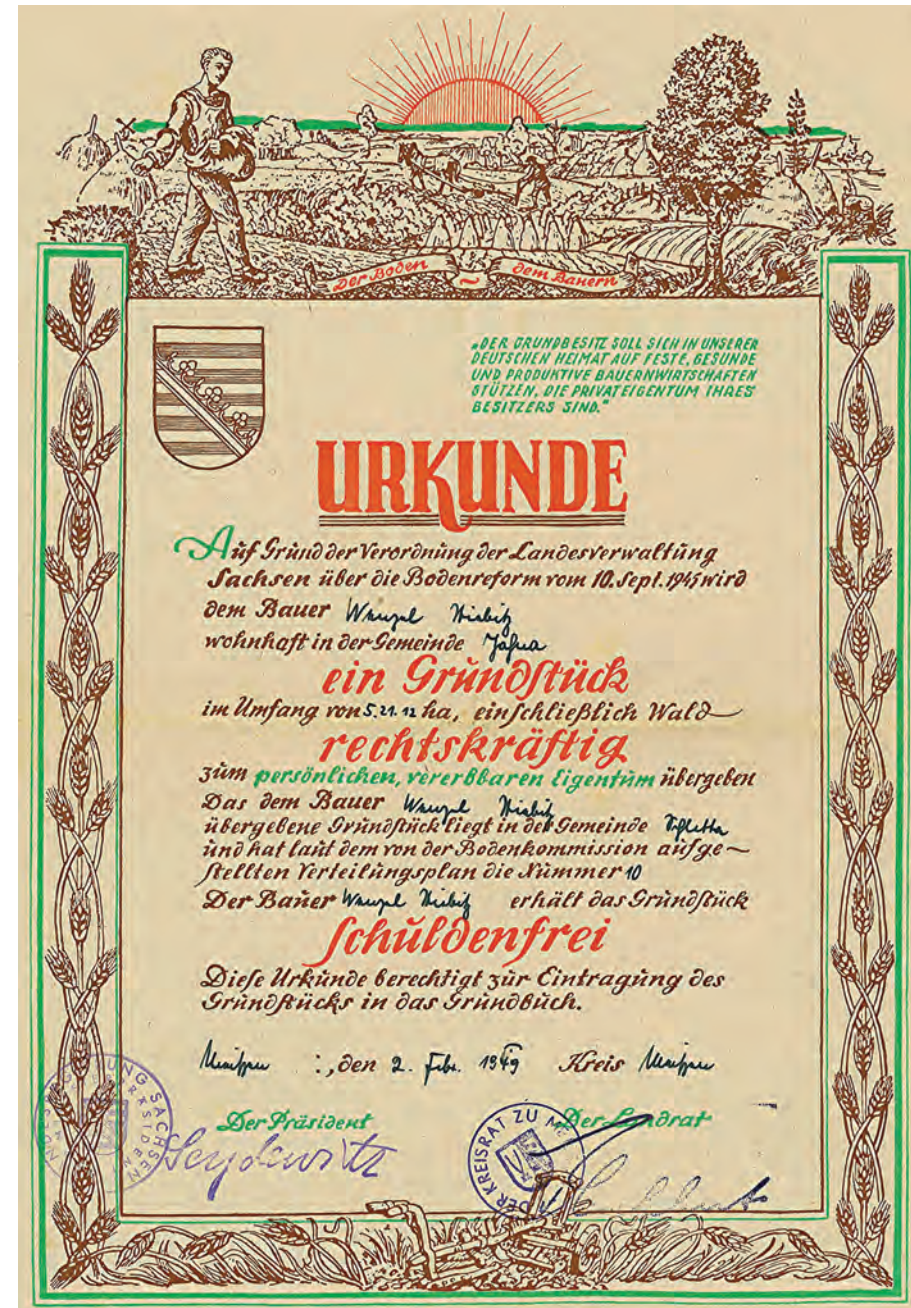 Der Boden ~ dem Bauern
„DER GRUNDBESITZ SOLL SICH IN UNSERER
DEUTSCHEN HEIMAT AUF FESTE, GESUNDE
UND PRODUKTIVE BAUERNWIRTSCHAFTEN
STÜTZEN, DIE PRIVATEIGENTUM IHRES
BESITZERS SIND.“
URKUNDE
Auf Grund der Verordnung der Landesverwaltung
Sachsen über die Bodenreform vom 10. Sept. 1945 wird
dem Bauer Wenzel
wohnhaft in der Gemeinde Jahna
ein Grundstück
im Umfang von 5.21.12 ha, einschließlich Wald
rechtskräftig
zum persönlichen, vererbbaren Eigentum übergeben
Das dem Bauer Wenzel
übergebene Grundstück liegt in der Gemeinde
und hat laut dem von der Bodenkommission aufge~
stellten Verteilungsplan die Nummer 10
Der Bauer Wenzel erhält das Grundstück
schuldenfrei
Diese Urkunde berechtigt zur Eintragung des
Grundstücks in das Grundbuch.
Meißen :, den 2. Febr. 1949 Kreis Meißen
Der Präsident Der Landrat
Seydewitz
SACHSEN
DER KREISRAT ZU